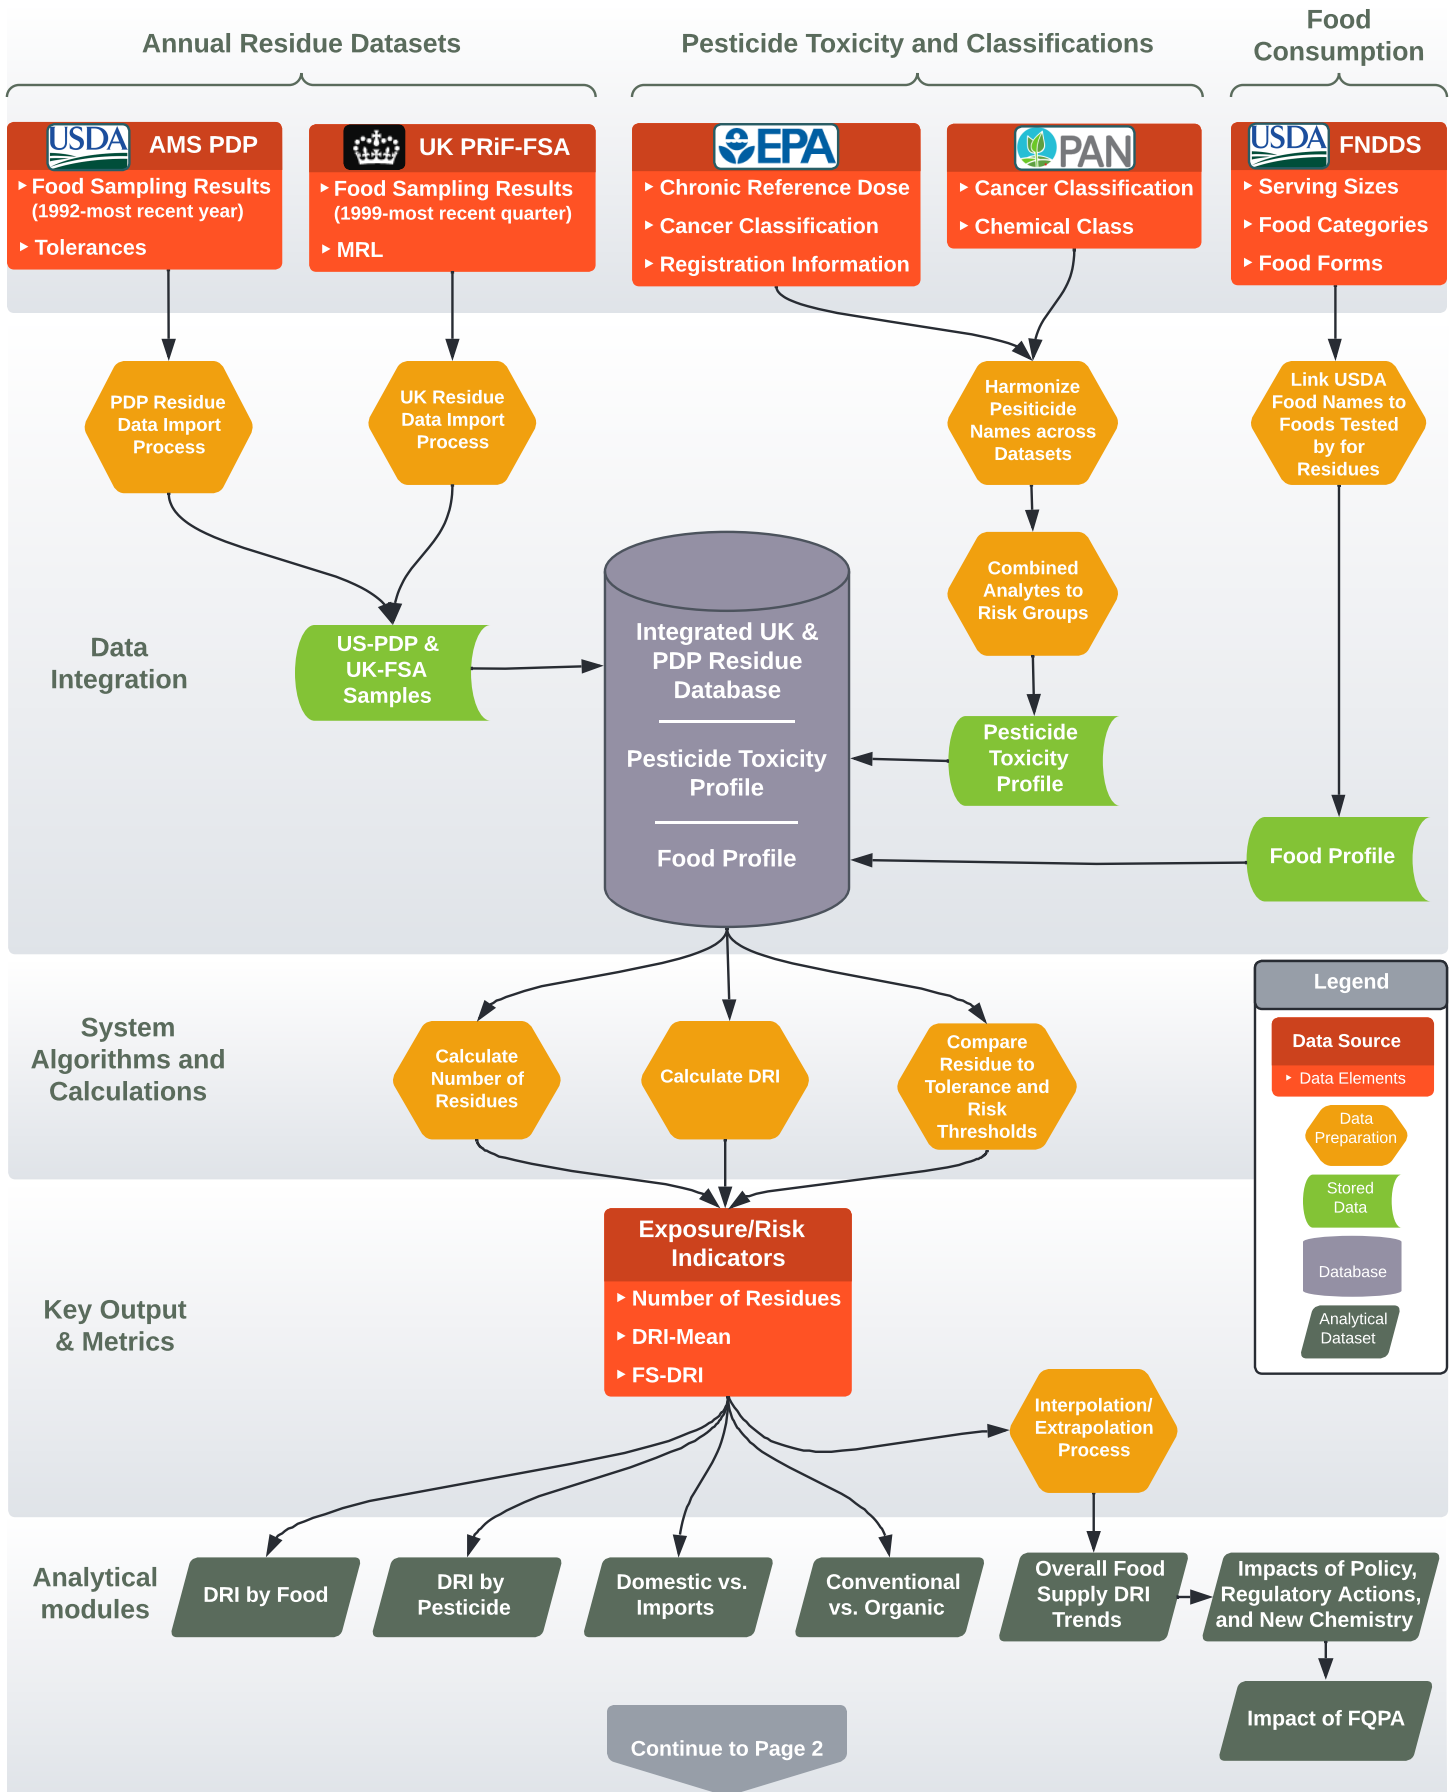 Annual Residue Datasets
Pesticide Toxicity and Classifications
Food
Consumption
USDA AMS PDP
Food Sampling Results
(1992-most recent year)
Tolerances
UK PRiF-FSA
Food Sampling Results
(1999-most recent quarter)
MRL
EPA
Chronic Reference Dose
Cancer Classification
Registration Information
PAN
Cancer Classification
Chemical Class
USDA FNDDS
Serving Sizes
Food Categories
Food Forms
PDP Residue
Data Import
Process
UK Residue
Data Import
Process
Harmonize
Pesiticide
Names across
Datasets
Link USDA
Food Names to
Foods Tested
by for
Residues
Combined
Analytes to
Risk Groups
Data
Integration
US-PDP &
UK-FSA
Samples
Integrated UK &
PDP Residue
Database
Pesticide Toxicity
Profile
Food Profile
Pesticide
Toxicity
Profile
Food Profile
System
Algorithms and
Calculations
Calculate
Number of
Residues
Calculate DRI
Compare
Residue to
Tolerance and
Risk
Thresholds
Legend
Data Source
Data Elements
Data
Preparation
Stored
Data
Database
Analytical
Dataset
Key Output
& Metrics
Exposure/Risk
Indicators
Number of Residues
DRI-Mean
FS-DRI
Interpolation/
Extrapolation
Process
Analytical
modules
DRI by Food
DRI by
Pesticide
Domestic vs.
Imports
Conventional
vs. Organic
Overall Food
Supply DRI
Trends
Impacts of Policy,
Regulatory Actions,
and New Chemistry
Impact of FQPA
Continue to Page 2